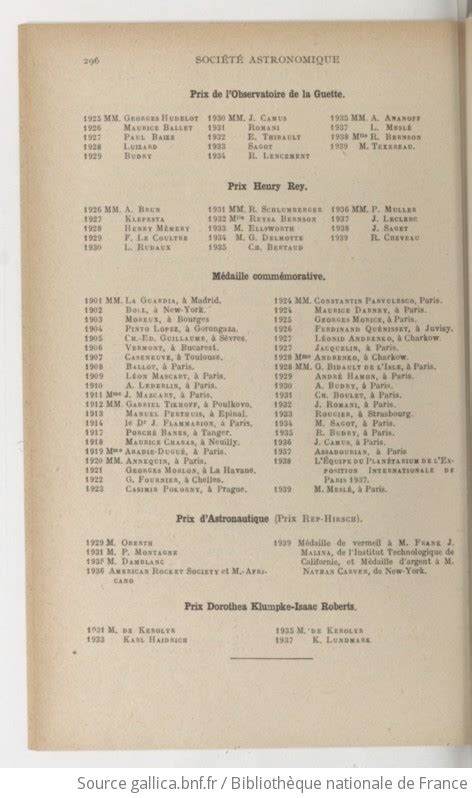 296 SOCIÉTÉ ASTRONOMIQUE
Prix de l'Observatoire de la Guette.
1925 MM. GEORGES HUDELOT
1926 MAURICE BALLET
1927 PAUL BAIZE
1928 LUIZARD
1929 BUDRY
1930 MM. J. CAMUS
1931 ROMANI
1932 E. THIBAULT
1933 SAGOT
1934 R. LENCEMENT
1935 MM. A. ANANOFF
1937 L. MESLÉ
1938 Mlle R. BERNSON
1939 M. TEXEREAU.
Prix Henry Rey.
1926 MM. A. BRUN
1927 KLEPESTA
1928 HENRY MÉMERY
1929 F. LE COULTRE
1930 L. RUDAUX
1931 MM. R. SCHLUMBERGER
1932 Mlle REYSA BERNSON
1933 M. ELLSWORTH
1934 M. G. DELMOTTE
1935 CH. BERTAUD
1936 MM. P. MULLER
1937 J. LECLERC
1938 J. SAGET
1939 R. CHEVEAU
Médaille commémorative.
1901 MM. LA GUARDIA, à Madrid.
1902 BOLE, à New-York.
1903 MOREUX, à Bourges
1904 PINTO LOPEZ, à Gorongaza.
1905 CH.-ED. GUILLAUME, à Sèvres.
1906 VERMONT, à Bucarest.
1907 CASENEUVE, à Toulouse.
1908 BALLOT, à Paris.
1909 LÉON MASCART, à Paris.
1910 A. LEDERLIN, à Paris.
1911 Mme J. MASCART, à Paris.
1912 MM. GABRIEL TIKHOFF, à Poulkovo.
1913 MANUEL PERTHUIS, à Epinal.
1914 le Dr J. FLAMMARION, à Paris.
1917 PORCHÉ BANES, à Tanger.
1918 MAURICE CHABAS, à Neuilly.
1919 Mme ABADIE-DUGUÉ, à Paris.
1920 MM. ANNEQUIN, à Paris.
1921 GEORGES MOSLON, à La Havane.
1922 G. FOURNIER, à Chelles.
1923 CASIMIR POKORNY, à Prague.
1924 MM. CONSTANTIN PARVULESCO, Paris.
1924 MAURICE DARNEY, à Paris.
1925 GEORGES MONICE, à Paris.
1926 FERDINAND QUÉNISSET, à Juvisy.
1927 LÉONID ANDRENKO, à Charkow.
1927 JACQUELIN, à Paris.
1928 Mme ANDRENKO, à Charkow.
1928 MM. G. BIDAULT DE L'ISLE, à Paris.
1929 ANDRÉ HAMON, à Paris.
1930 A. BUDRY, à Paris.
1931 CH. BOULET, à Paris.
1932 J. ROMANI, à Paris.
1933 ROUGIER, à Strasbourg.
1934 M. SAGOT, à Paris.
1935 R. BUDRY, à Paris.
1936 J. CAMUS, à Paris.
1937 ASSADOURIAN, à Paris
1938 L'ÉQUIPE DU PLANÉTARIUM DE L'EX-
POSITION INTERNATIONALE DE
PARIS 1937.
1939 M. MESLÉ, à Paris.
Prix d'Astronautique (Prix REP-HIRSCH).
1929 M. OBERTH
1931 M. P. MONTAGNE
M. DAMBLANC
1936 AMERICAN ROCKET SOCIETY et M. AFRI-
CANO
1939 Médaille de vermeil à M. FRANK J.
MALINA, de l'Institut Technologique de
Californie, et Médaille d'argent à M.
NATHAN CARVER, de New-York.
Prix Dorothea Klumpke-Isaac Roberts.
1931 M. DE KEROLYR
1933 KARL HAIDRICH
1935 M. DE KEROLYR
1937 K. LUNDMARK
Source gallica.bnf.fr / Bibliothèque nationale de France